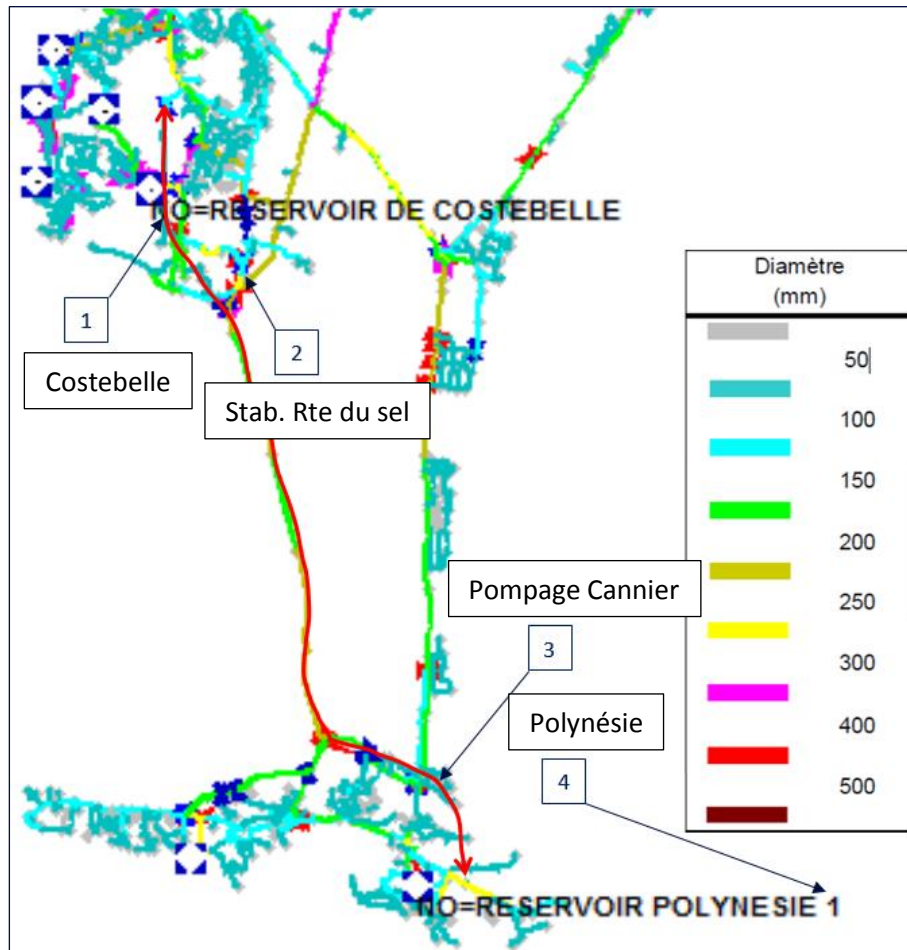 NO=RESERVOIR DE COSTEBELLE
1
Costebelle
2
Stab. Rte du sel
Diamètre
(mm)
50
100
150
200
250
300
400
500
Pompage Cannier
3
Polynésie
4
NO=RESERVOIR POLYNESIE 1